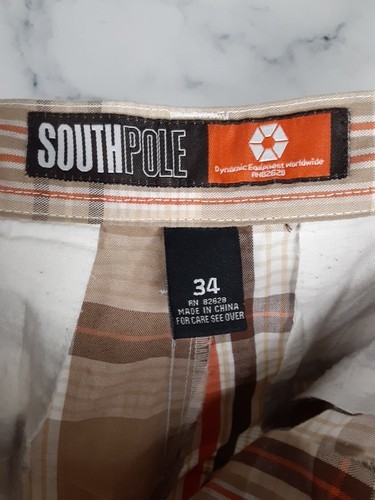 SOUTHPOLE
Dynamic Equipment Worldwide
RN82628
34
RN 82628
MADE IN CHINA
FOR CARE SEE OVER